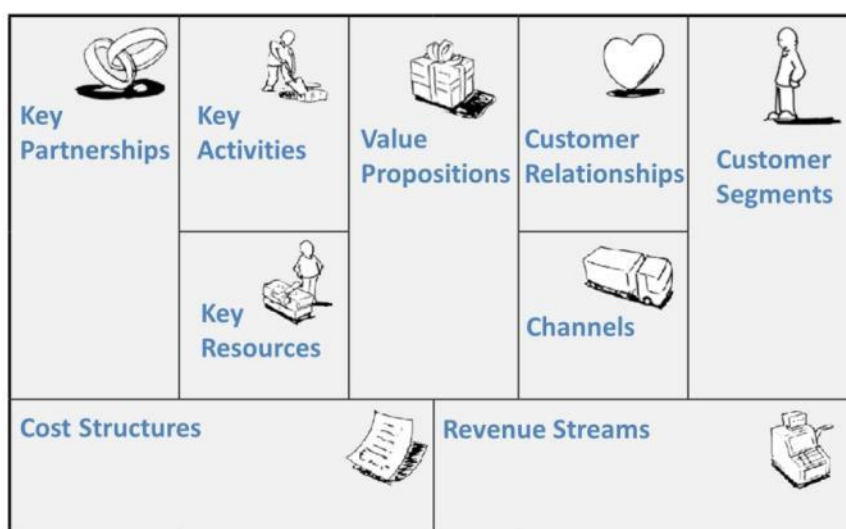 Key
Partnerships
Key
Activities
Value
Propositions
Customer
Relationships
Customer
Segments
Key
Resources
Channels
Cost Structures
Revenue Streams